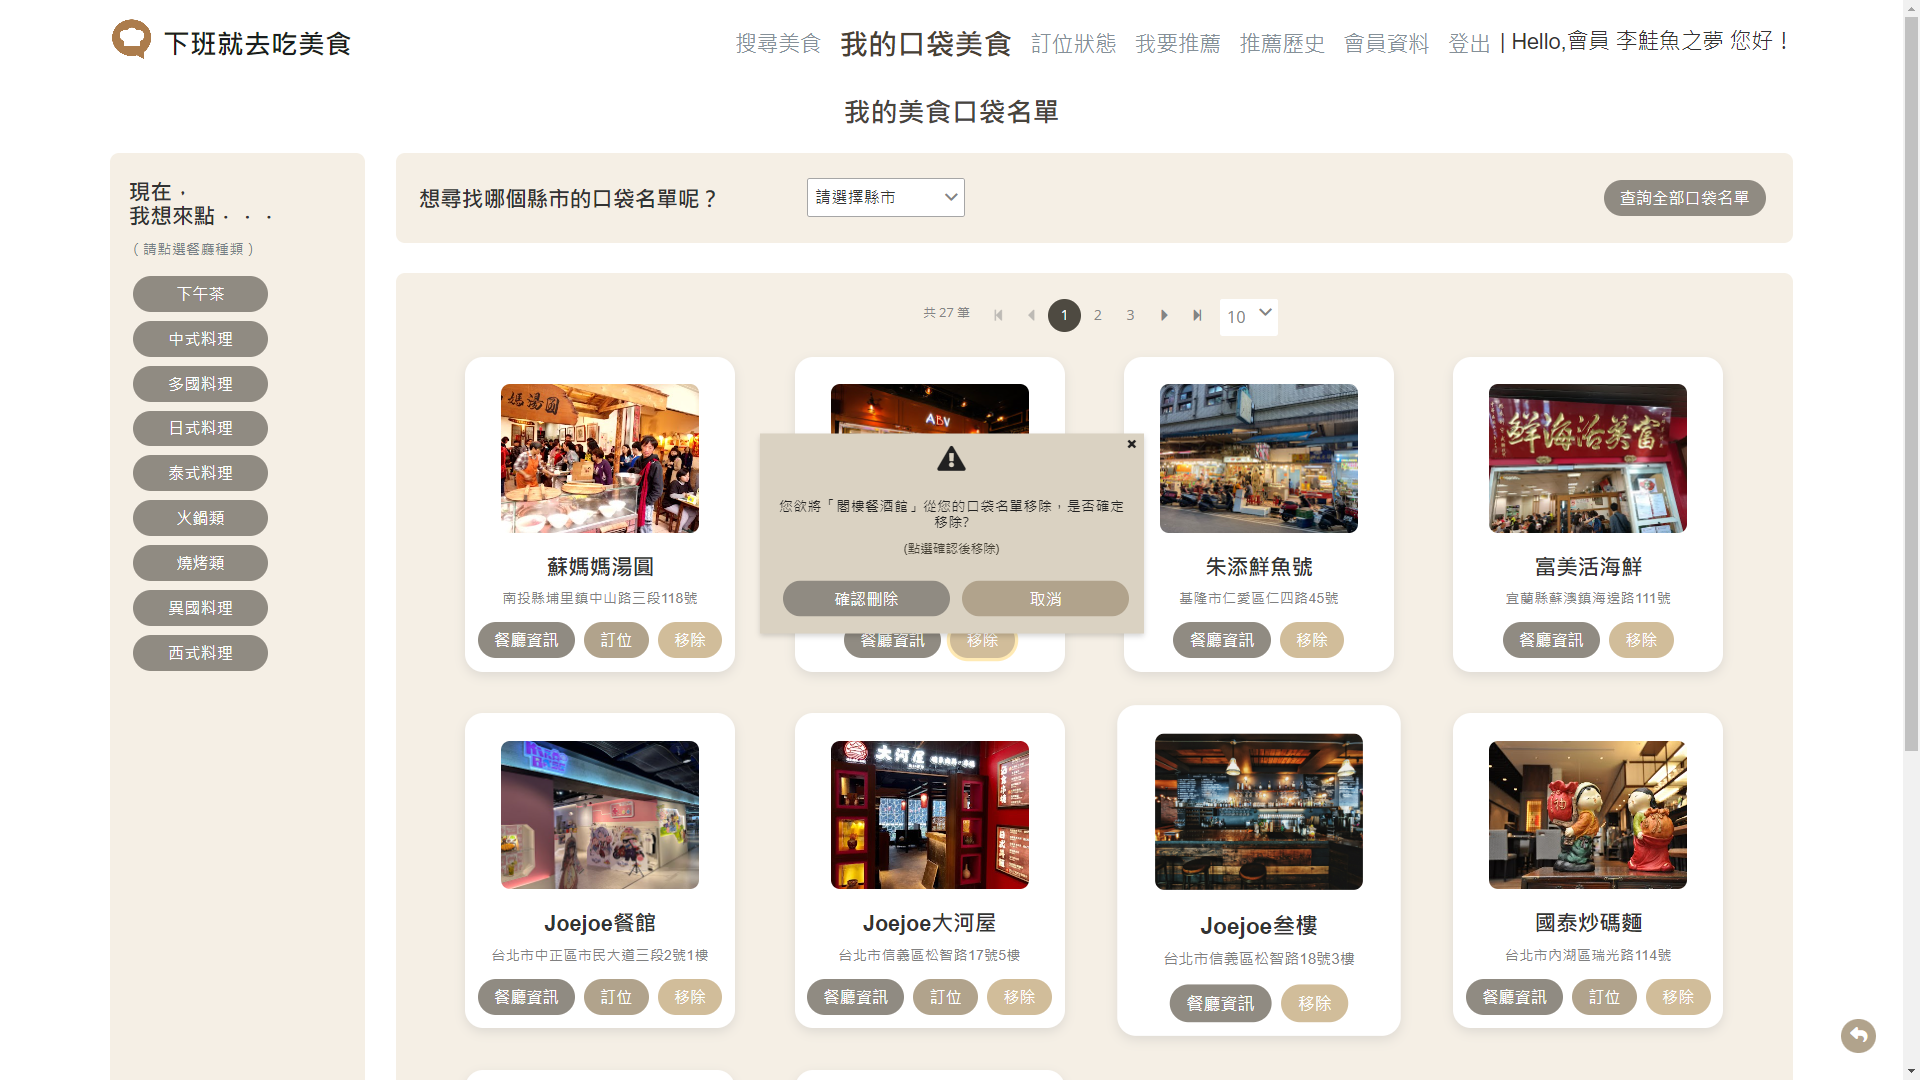 下班就去吃美食
搜尋美食 我的口袋美食 訂位狀態 我要推薦 推薦歷史 會員資料 登出 | Hello,會員 李鮭魚之夢 您好！
我的美食口袋名單
現在．
我想來點．．．
（請點選餐廳種類）
下午茶
中式料理
多國料理
日式料理
泰式料理
火鍋類
燒烤類
異國料理
西式料理
想尋找哪個縣市的口袋名單呢？
請選擇縣市
查詢全部口袋名單
共 27 筆 1 2 3 10
媽湯圓
ABV
富美活海鮮
您欲將「閣樓餐酒館」從您的口袋名單移除，是否確定
移除?
(點選確認後移除)
確認刪除 取消
蘇媽媽湯圓
南投縣埔里鎮中山路三段118號
餐廳資訊 訂位 移除
餐廳資訊 移除
朱添鮮魚號
基隆市仁愛區仁四路45號
餐廳資訊 移除
富美活海鮮
宜蘭縣蘇澳鎮海邊路111號
餐廳資訊 移除
Joejoe餐館
台北市中正區市民大道三段2號1樓
餐廳資訊 訂位 移除
大河屋
Joejoe大河屋
台北市信義區松智路17號5樓
餐廳資訊 訂位 移除
Joejoe叁樓
台北市信義區松智路18號3樓
餐廳資訊 移除
國泰炒碼麵
台北市內湖區瑞光路114號
餐廳資訊 訂位 移除